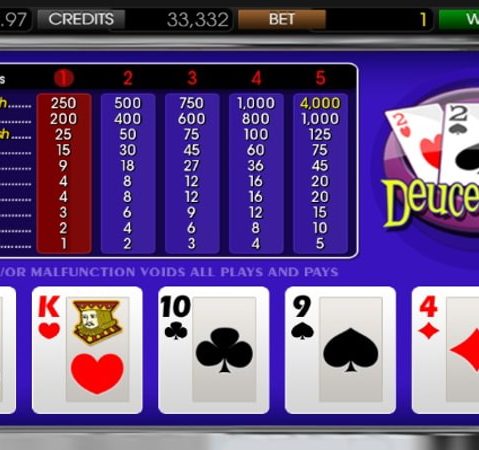 .97 CREDITS 33,332 BET 1 W
s 1 2 3 4 5
h...... 250 500 750 1,000 4,000
200 400 600 800 1,000
sh...... 25 50 75 100 125
15 30 45 60 75
9 18 27 36 45
4 8 12 16 20
4 8 12 16 20
3 6 9 12 15
2 4 6 8 10
1 2 3 4 5
2 2
Deuce
/OR MALFUNCTION VOIDS ALL PLAYS AND PAYS
K 10 9 4